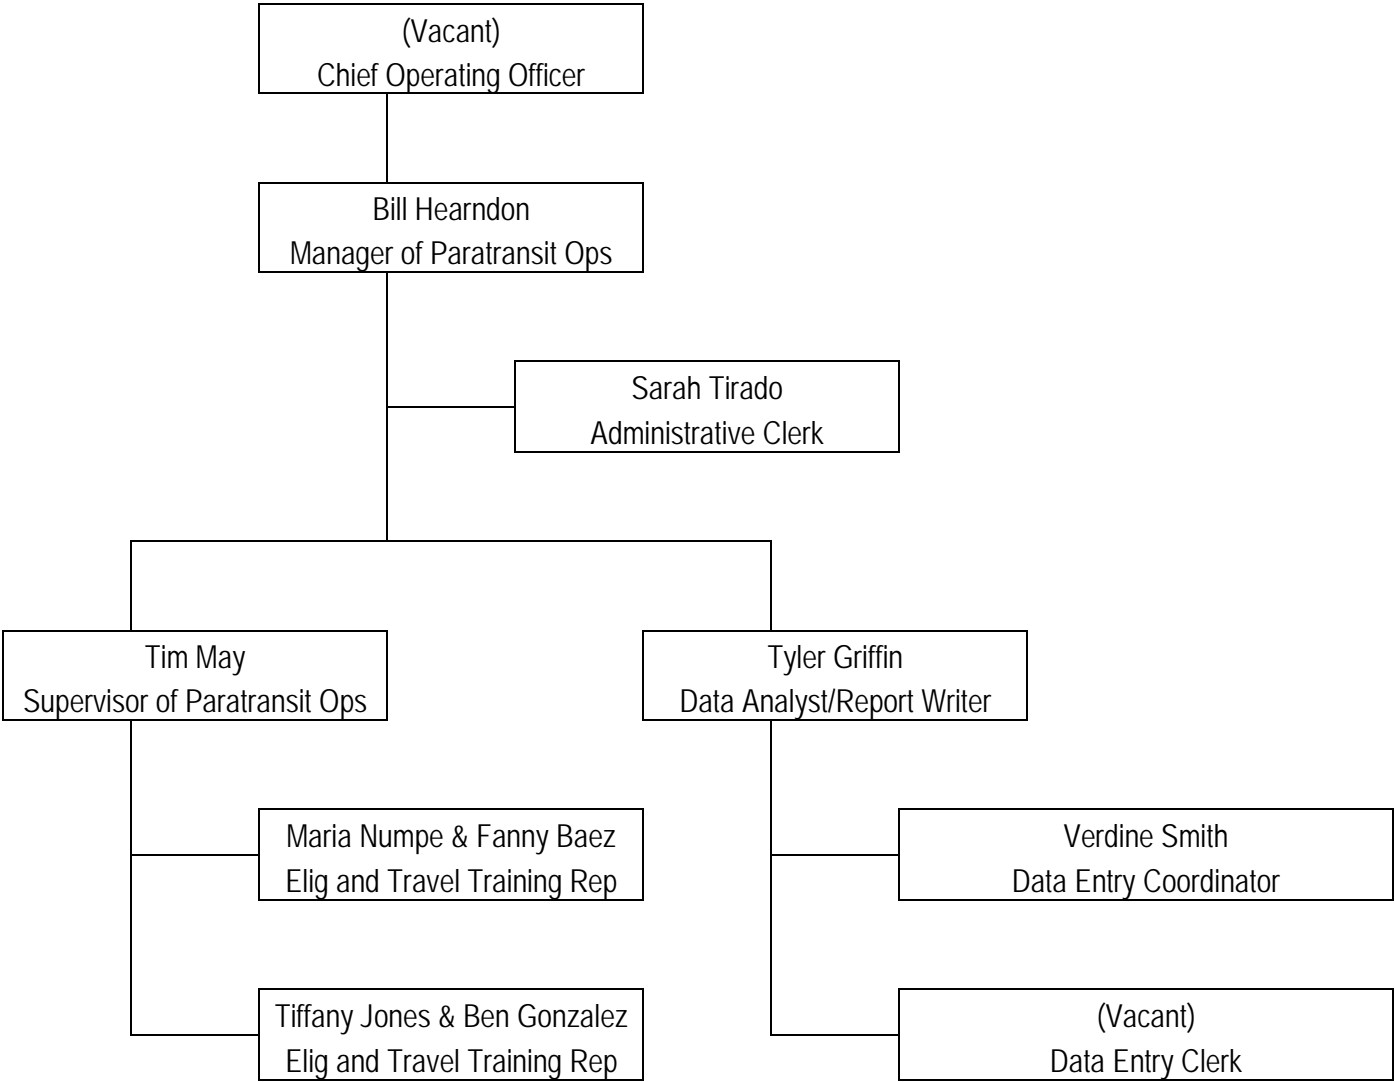 (Vacant)
Chief Operating Officer
Bill Hearndon
Manager of Paratransit Ops
Sarah Tirado
Administrative Clerk
Tim May
Supervisor of Paratransit Ops
Tyler Griffin
Data Analyst/Report Writer
Maria Numpe & Fanny Baez
Elig and Travel Training Rep
Verdine Smith
Data Entry Coordinator
Tiffany Jones & Ben Gonzalez
Elig and Travel Training Rep
(Vacant)
Data Entry Clerk